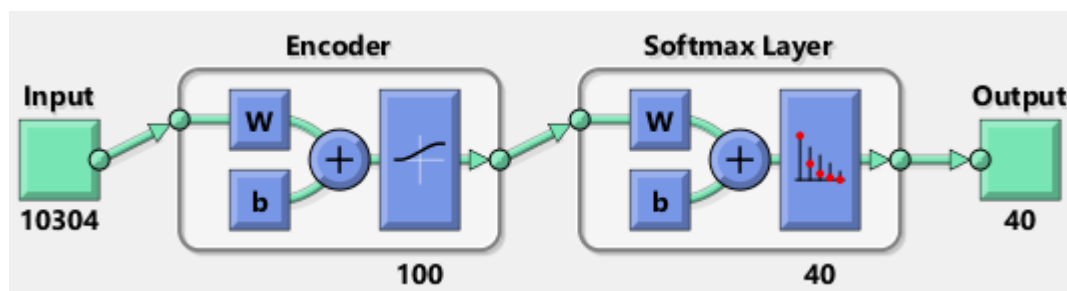 Encoder
Softmax Layer
Input
W
W
Output
b
b
10304
40
100
40